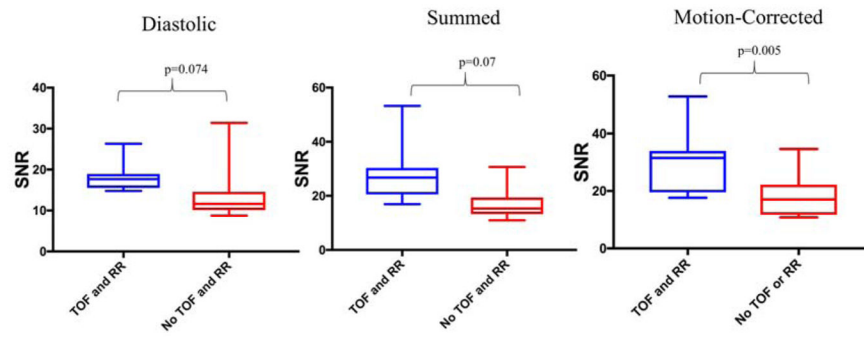 Diastolic
p=0.074
SNR
40
30
20
10
0
TOF and RR
No TOF and RR
Summed
p=0.07
SNR
60
40
20
0
TOF and RR
No TOF and RR
Motion-Corrected
p=0.005
SNR
60
40
20
0
TOF and RR
No TOF or RR